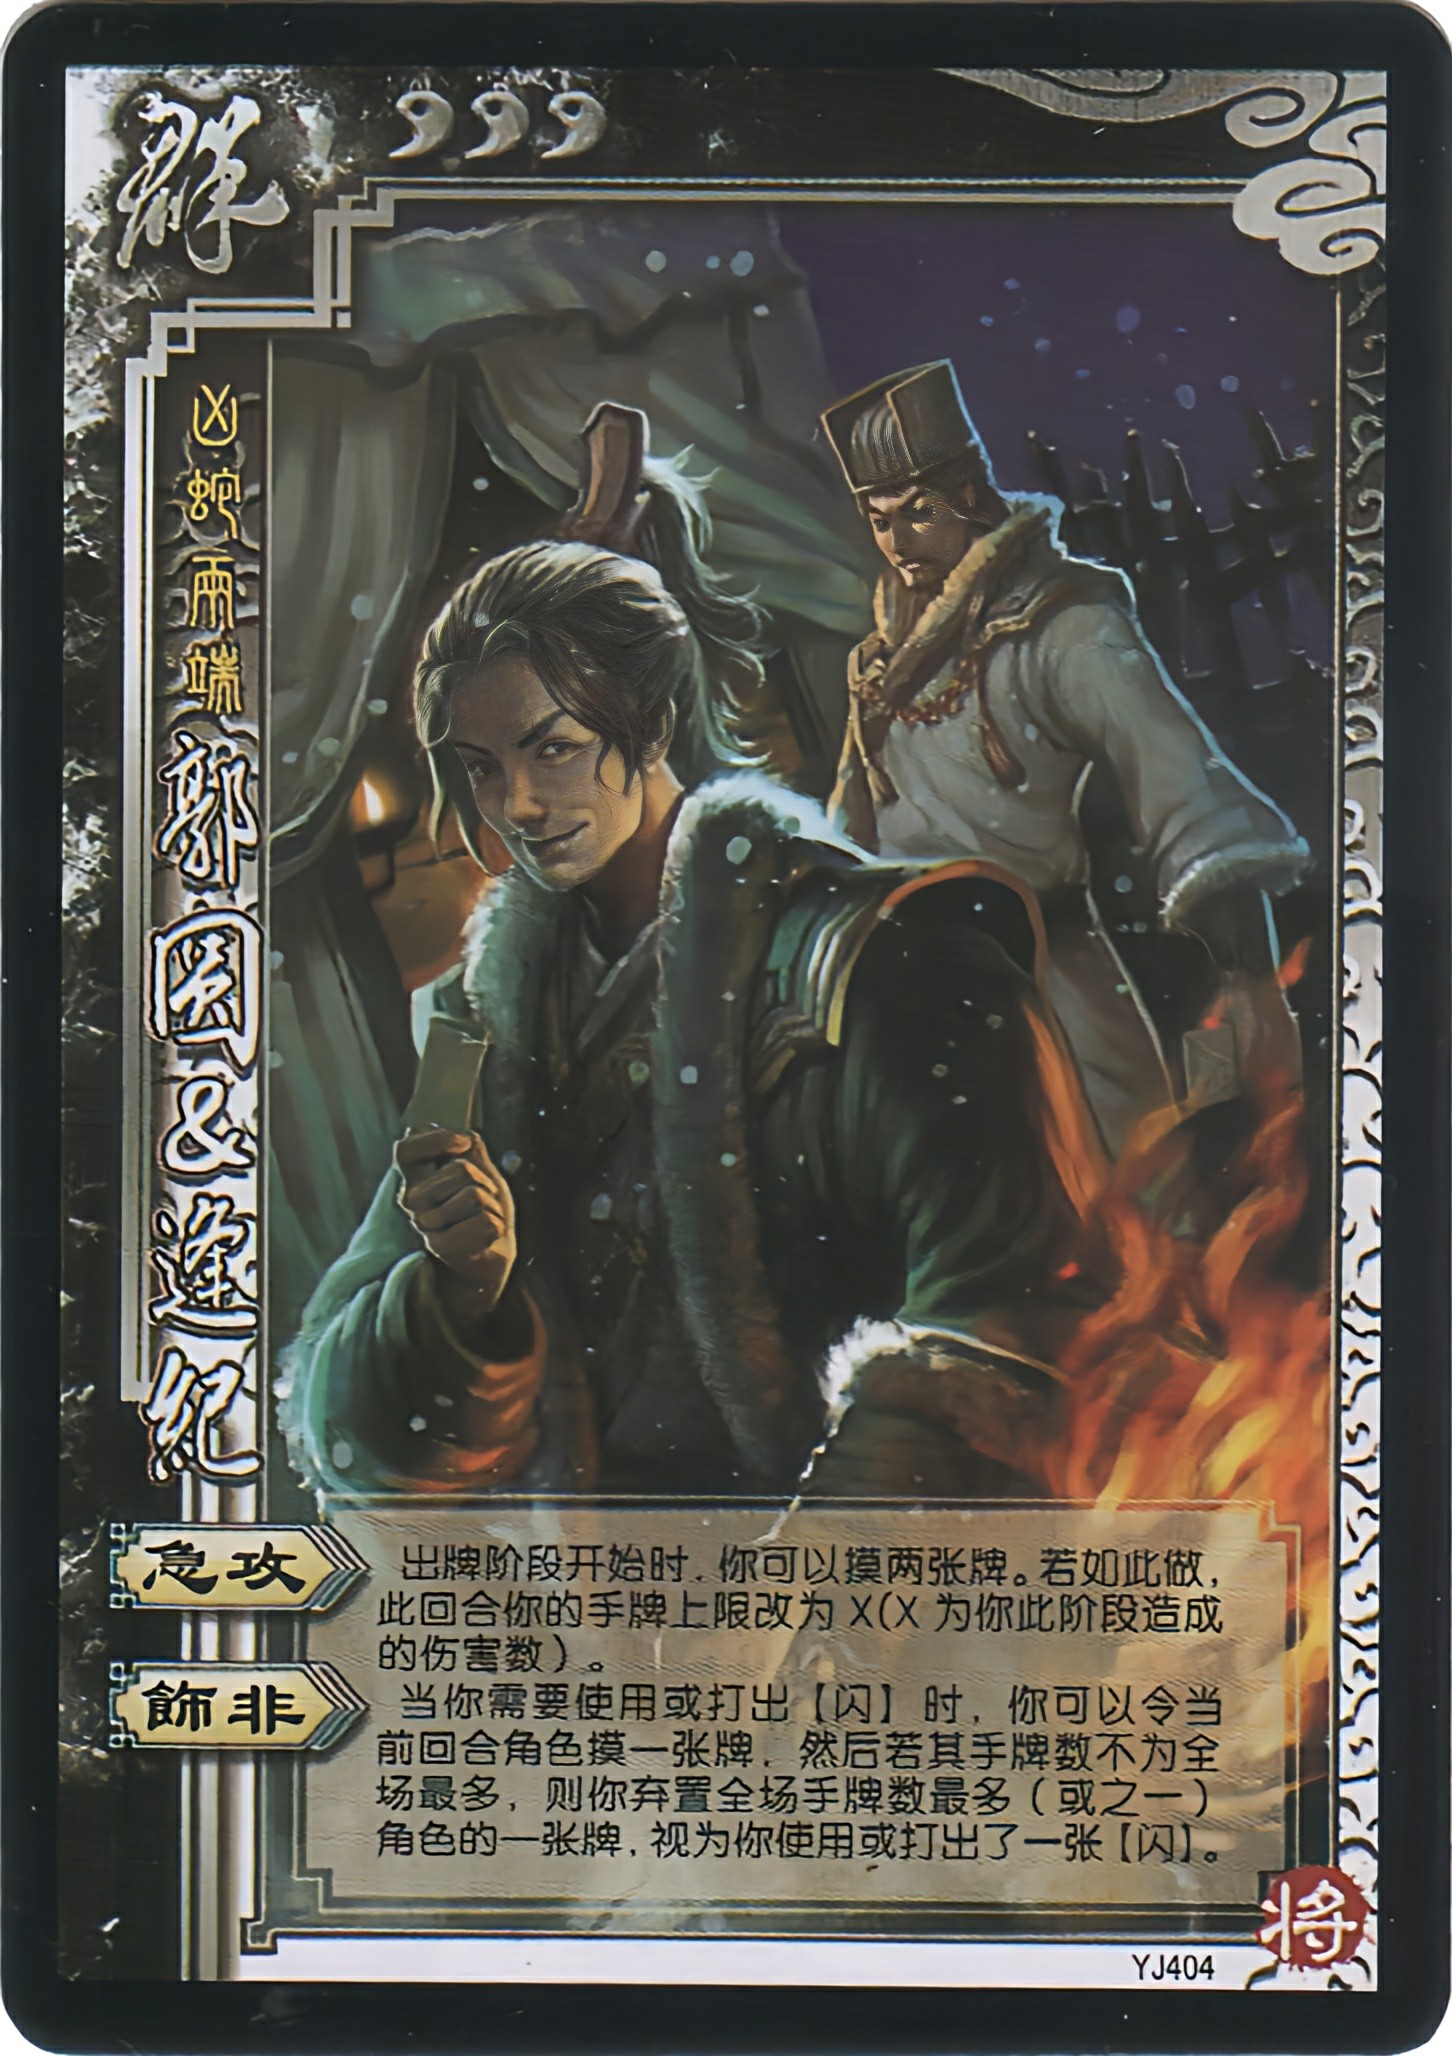 群
凶蛇兩端
郭圖&逄紀
急攻
出牌阶段开始时，你可以摸两张牌。若如此做，
此回合你的手牌上限改为 X(X 为你此阶段造成
的伤害数）。
飾非
当你需要使用或打出【闪】时，你可以令当
前回合角色摸一张牌，然后若其手牌数不为全
场最多，则你弃置全场手牌数最多（或之一）
角色的一张牌，视为你使用或打出了一张【闪】。
将
YJ404